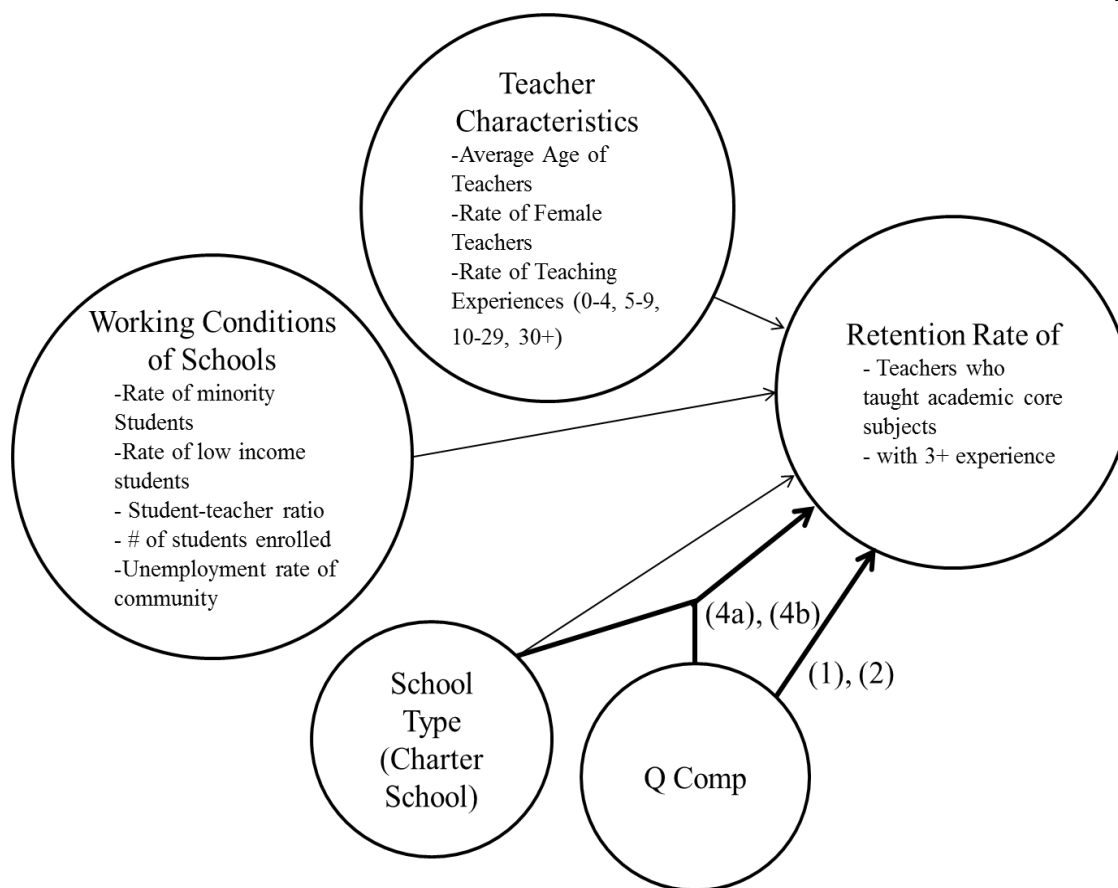 Teacher
Characteristics
-Average Age of
Teachers
-Rate of Female
Teachers
-Rate of Teaching
Experiences (0-4, 5-9,
10-29, 30+)
Working Conditions
of Schools
-Rate of minority
Students
-Rate of low income
students
- Student-teacher ratio
- # of students enrolled
-Unemployment rate of
community
Retention Rate of
- Teachers who
taught academic core
subjects
- with 3+ experience
(4a), (4b)
(1), (2)
School
Type
(Charter
School)
Q Comp